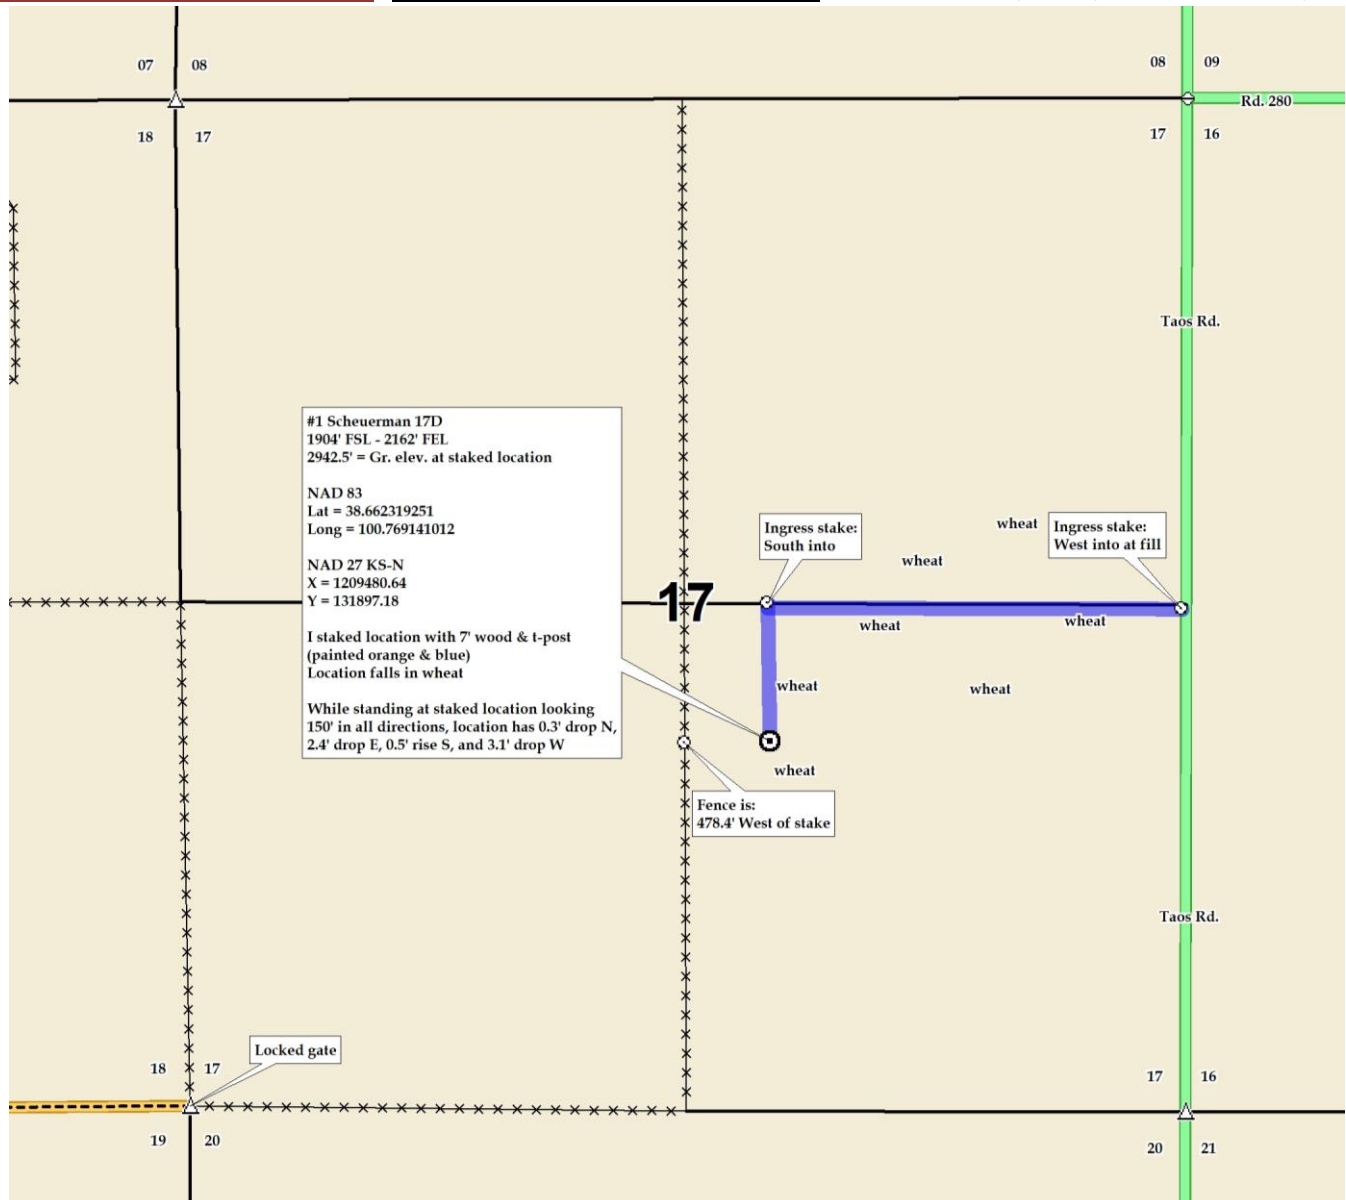 07 08
08 09
Rd. 280
18 17
17 16
Taos Rd.
#1 Scheuerman 17D
1904' FSL - 2162' FEL
2942.5' = Gr. elev. at staked location
NAD 83
Lat = 38.662319251
Long = 100.769141012
NAD 27 KS-N
X = 1209480.64
Y = 131897.18
I staked location with 7' wood & t-post
(painted orange & blue)
Location falls in wheat
While standing at staked location looking
150' in all directions, location has 0.3' drop N,
2.4' drop E, 0.5' rise S, and 3.1' drop W
Ingress stake:
South into
wheat
wheat
Ingress stake:
West into at fill
17
wheat
wheat
wheat
wheat
wheat
Fence is:
478.4' West of stake
Taos Rd.
Locked gate
18 17
17 16
19 20
20 21